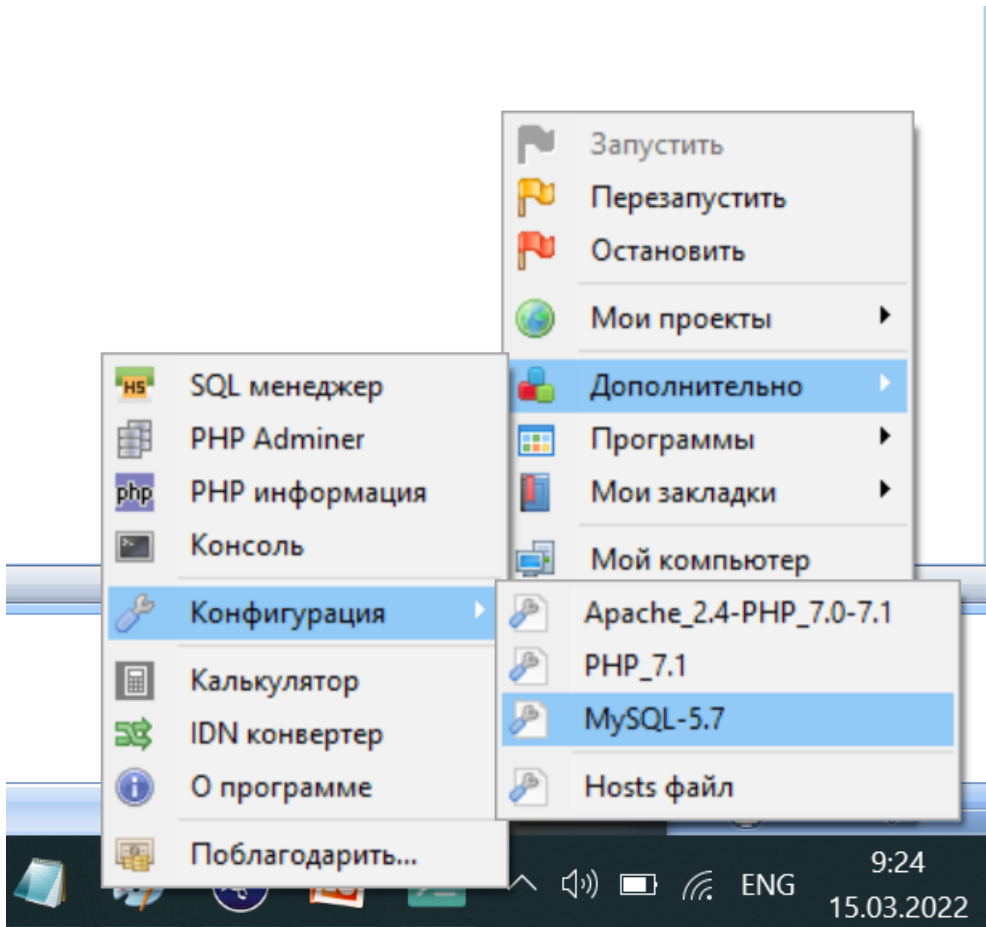 Запустить
Перезапустить
Остановить
Мои проекты
Дополнительно
Программы
Мои закладки
Мой компьютер
HS SQL менеджер
PHP Adminer
php PHP информация
Консоль
Конфигурация
Калькулятор
IDN конвертер
О программе
Поблагодарить...
Apache_2.4-PHP_7.0-7.1
PHP_7.1
MySQL-5.7
Hosts файл
ENG
9:24
15.03.2022